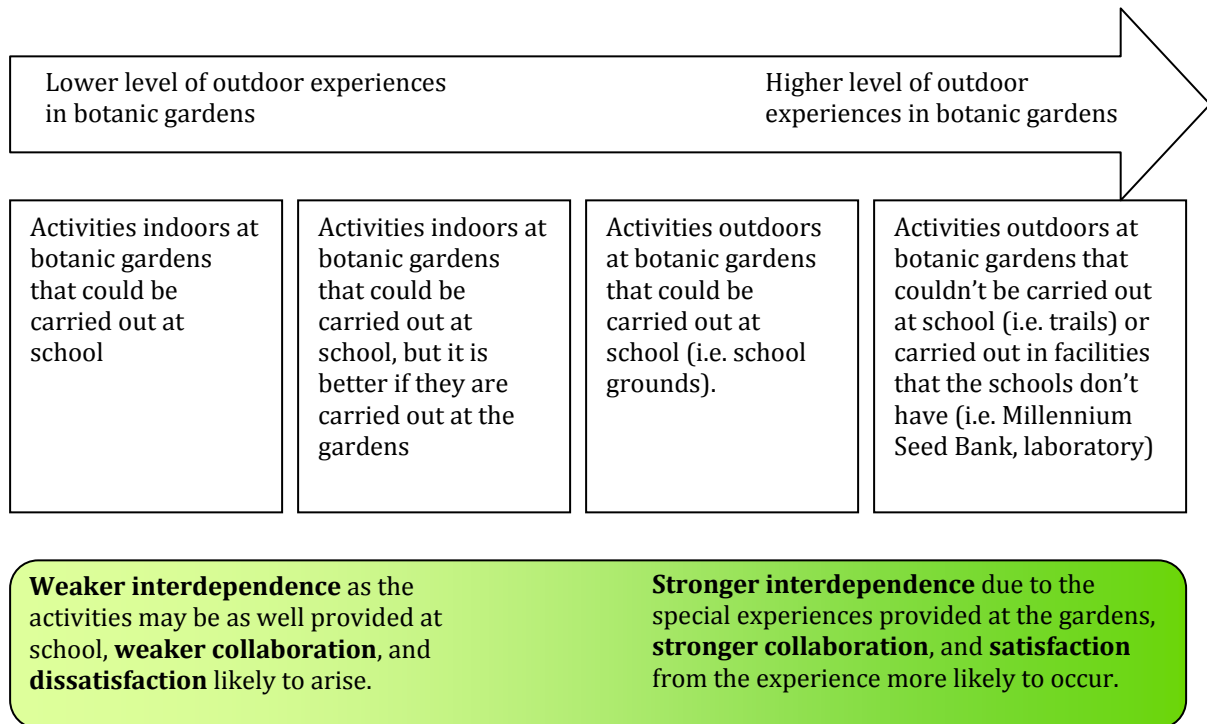 Lower level of outdoor experiences
in botanic gardens
Higher level of outdoor
experiences in botanic gardens
Activities indoors at
botanic gardens
that could be
carried out at
school
Activities indoors at
botanic gardens
that could be
carried out at
school, but it is
better if they are
carried out at the
gardens
Activities outdoors
at botanic gardens
that could be
carried out at
school (i.e. school
grounds).
Activities outdoors at
botanic gardens that
couldn’t be carried out
at school (i.e. trails) or
carried out in facilities
that the schools don’t
have (i.e. Millennium
Seed Bank, laboratory)
Weaker interdependence as the
activities may be as well provided at
school, weaker collaboration, and
dissatisfaction likely to arise.
Stronger interdependence due to the
special experiences provided at the gardens,
stronger collaboration, and satisfaction
from the experience more likely to occur.